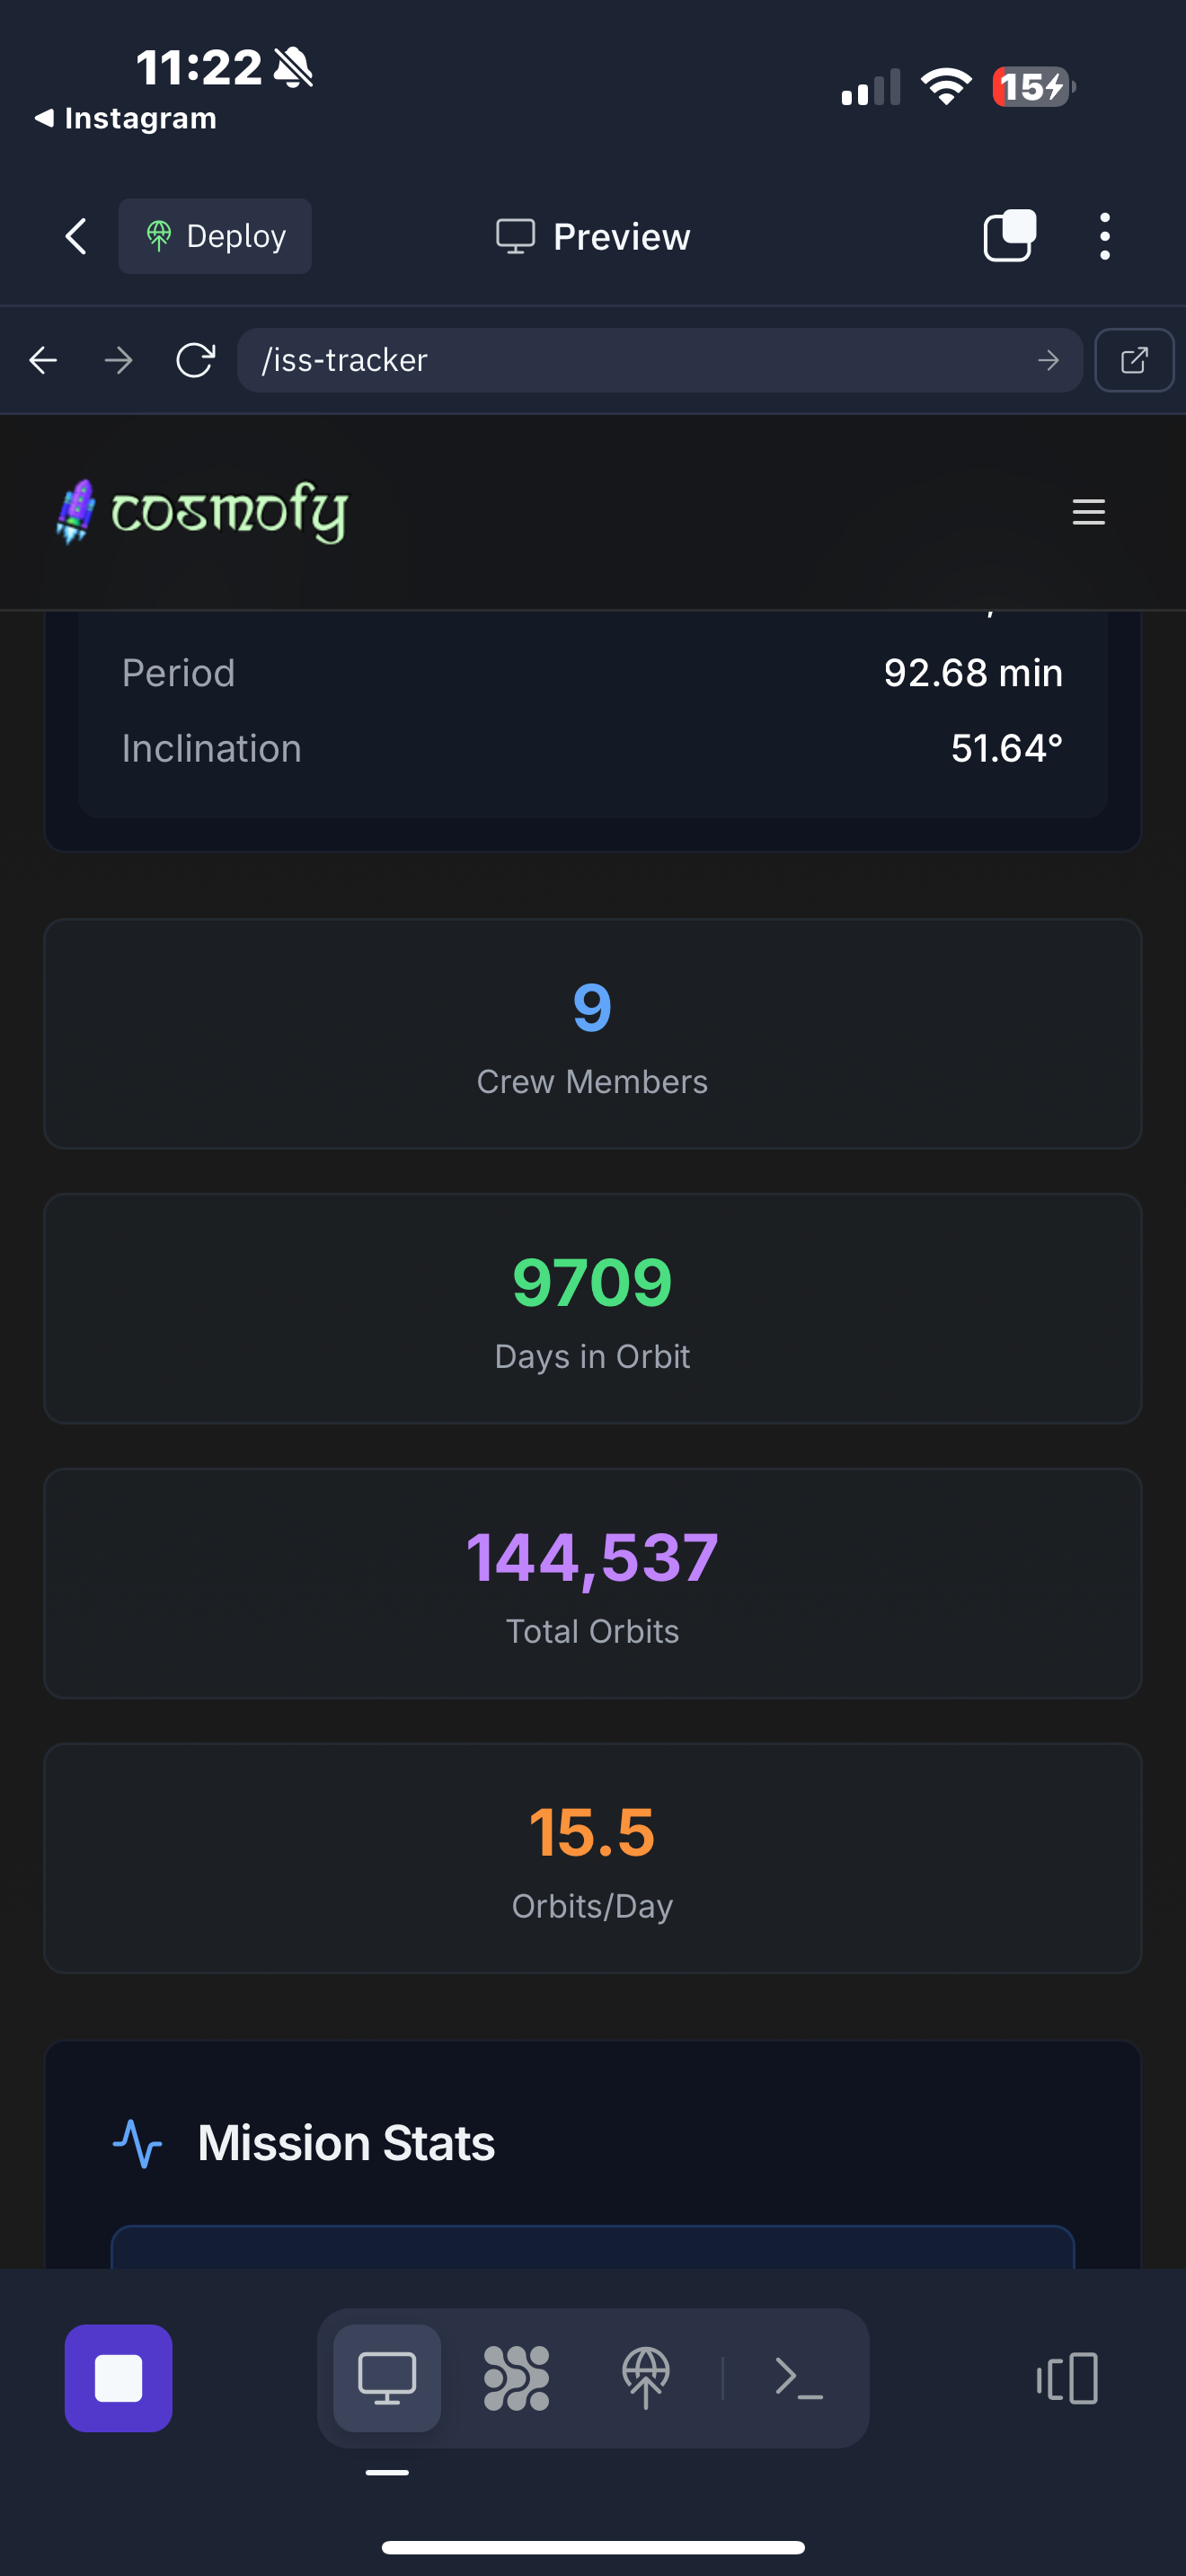 11:22
15
Instagram
Deploy
Preview
/iss-tracker
cosmofy
Period
92.68 min
Inclination
51.64°
9
Crew Members
9709
Days in Orbit
144,537
Total Orbits
15.5
Orbits/Day
Mission Stats